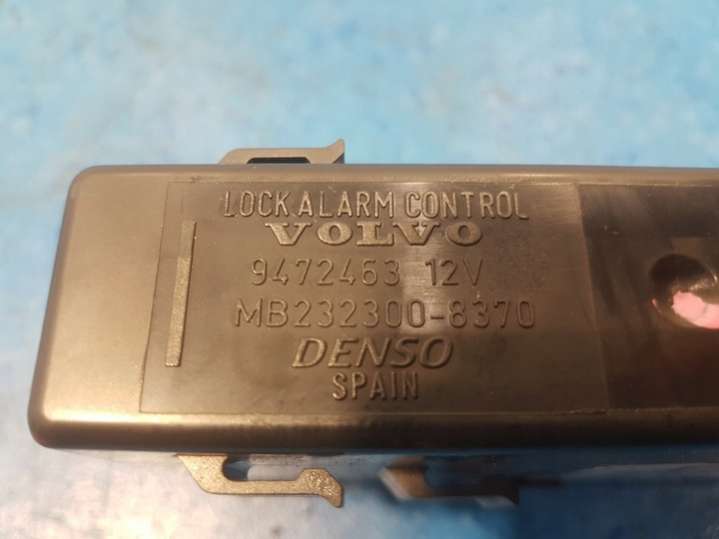 LOCK ALARM CONTROL
VOLVO
9472463 12V
MB232300-8370
DENSO
SPAIN